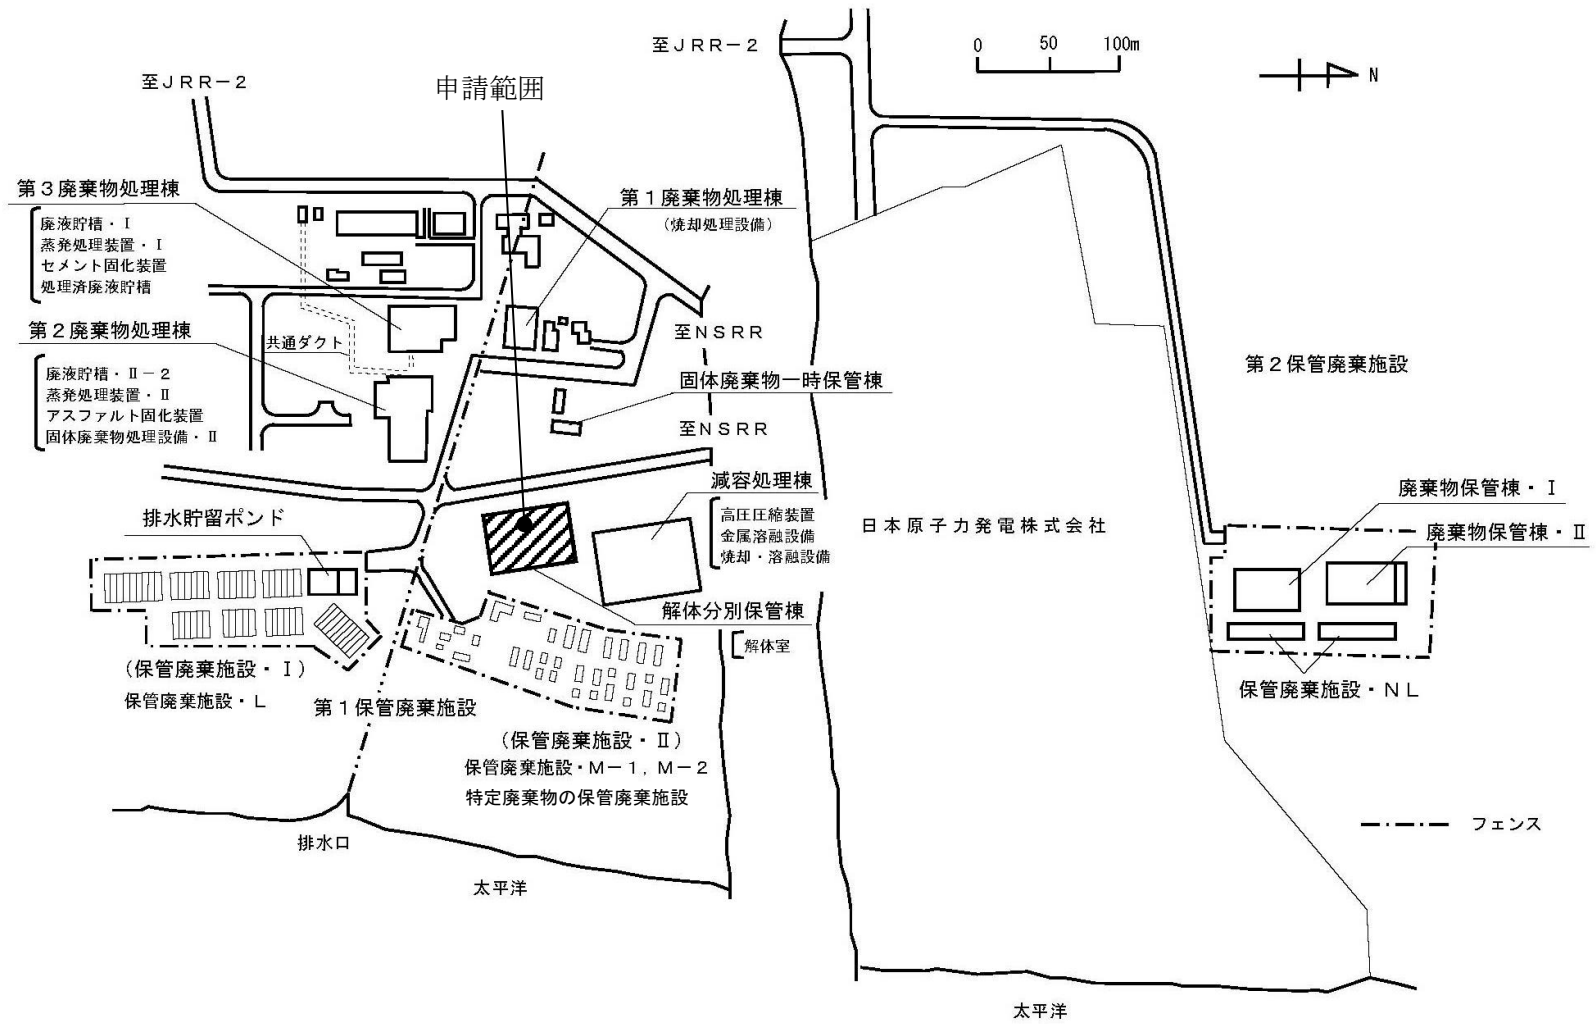 至JRR-2
0 50 100m
N
至JRR-2
申請範囲
第3廃棄物処理棟
廃液貯槽・Ⅰ
蒸発処理装置・Ⅰ
セメント固化装置
処理済廃液貯槽
第1廃棄物処理棟
(焼却処理設備)
第2廃棄物処理棟
共通ダクト
至NSRR
廃液貯槽・Ⅱ-2
蒸発処理装置・Ⅱ
アスファルト固化装置
固体廃棄物処理設備・Ⅱ
固体廃棄物一時保管棟
至NSRR
第2保管廃棄施設
減容処理棟
高圧圧縮装置
金属溶融設備
焼却・溶融設備
排水貯留ポンド
日本原子力発電株式会社
廃棄物保管棟・Ⅰ
廃棄物保管棟・Ⅱ
解体分別保管棟
解体室
(保管廃棄施設・Ⅰ)
保管廃棄施設・L
第1保管廃棄施設
保管廃棄施設・NL
(保管廃棄施設・Ⅱ)
保管廃棄施設・M-1, M-2
特定廃棄物の保管廃棄施設
フェンス
排水口
太平洋
太平洋